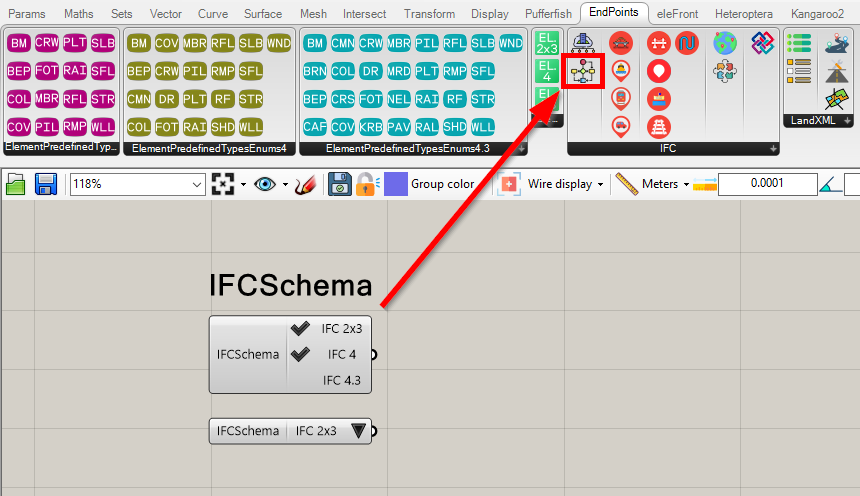 Params Maths Sets Vector Curve Surface Mesh Intersect Transform Display Pufferfish EndPoints eleFront Heteroptera Kangaroo2
BM CRW PLT SLB
BEP FOT RAI SFL
COL MBR RFL STR
COV PIL RMP WLL
ElementPredefinedTyp...
BM COV MBR RFL SLB WND
BEP CRW PIL RMP SFL
CMN DR PLT RF STR
COL FOT RAI SHD WLL
ElementPredefinedTypesEnums4
BM CMN CRW MBR PIL RFL SLB WND
BRN COL DR MRD PLT RMP SFL
BEP CRS FOT NEL RAI RF STR
CAF COV KRB PAV RAL SHD WLL
ElementPredefinedTypesEnums4.3
EL. 2x3
EL. 4
EL.
IFC
LandXML
118%
Group color
Wire display
Meters
0.0001
IFCSchema
IFCSchema
IFC 2x3
IFC 4
IFC 4.3
IFCSchema IFC 2x3